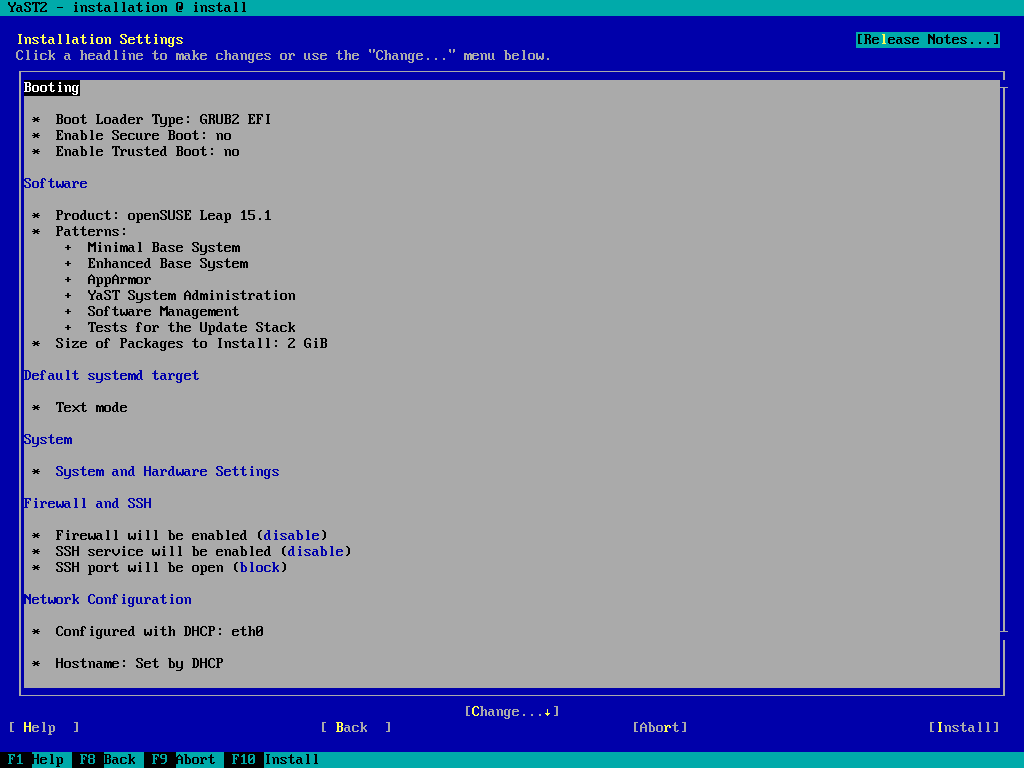 YaST2 - installation @ install
Installation Settings [Release Notes...]
Click a headline to make changes or use the "Change..." menu below.
Booting
* Boot Loader Type: GRUB2 EFI
* Enable Secure Boot: no
* Enable Trusted Boot: no
Software
* Product: openSUSE Leap 15.1
* Patterns:
+ Minimal Base System
+ Enhanced Base System
+ AppArmor
+ YaST System Administration
+ Software Management
+ Tests for the Update Stack
* Size of Packages to Install: 2 GiB
Default systemd target
* Text mode
System
* System and Hardware Settings
Firewall and SSH
* Firewall will be enabled (disable)
* SSH service will be enabled (disable)
* SSH port will be open (block)
Network Configuration
* Configured with DHCP: eth0
* Hostname: Set by DHCP
[Change...↓]
[ Help ] [ Back ] [Abort] [Install]
F1 Help F8 Back F9 Abort F10 Install